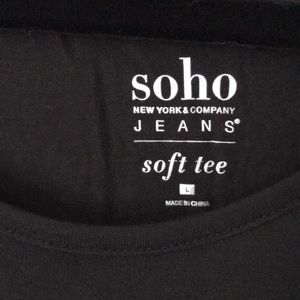 soho
NEW YORK & COMPANY
JEANS®
soft tee
L
MADE IN CHINA